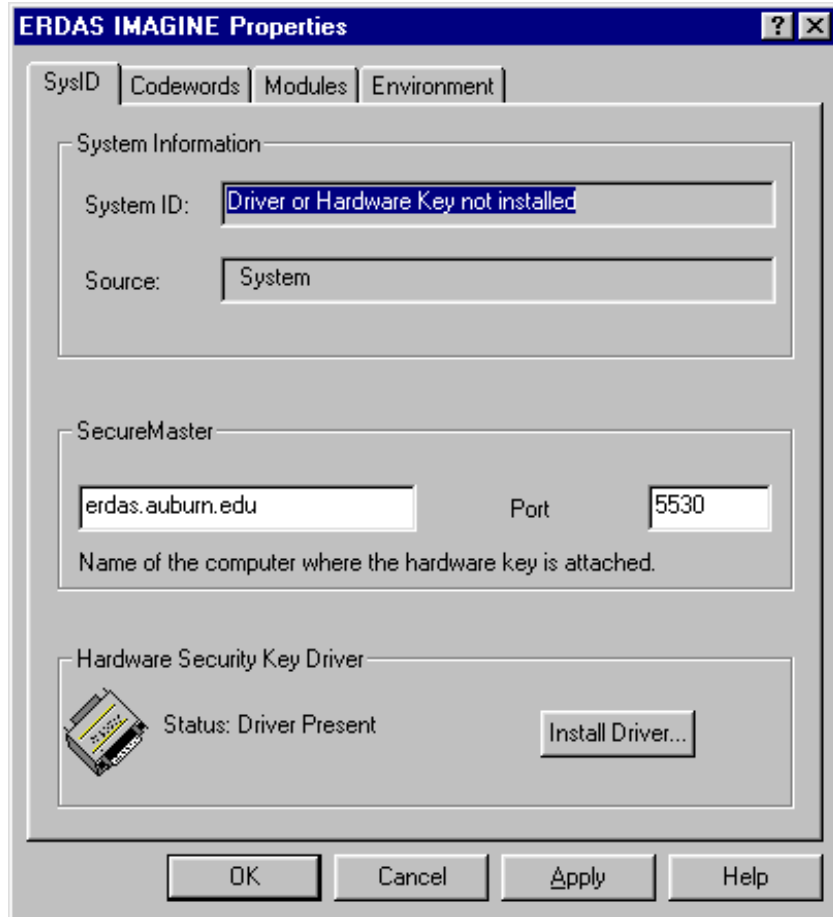 ERDAS IMAGINE Properties
SysID Codewords Modules Environment
System Information
System ID: Driver or Hardware Key not installed
Source: System
SecureMaster
erdas.auburn.edu Port 5530
Name of the computer where the hardware key is attached.
Hardware Security Key Driver
Status: Driver Present Install Driver...
OK Cancel Apply Help